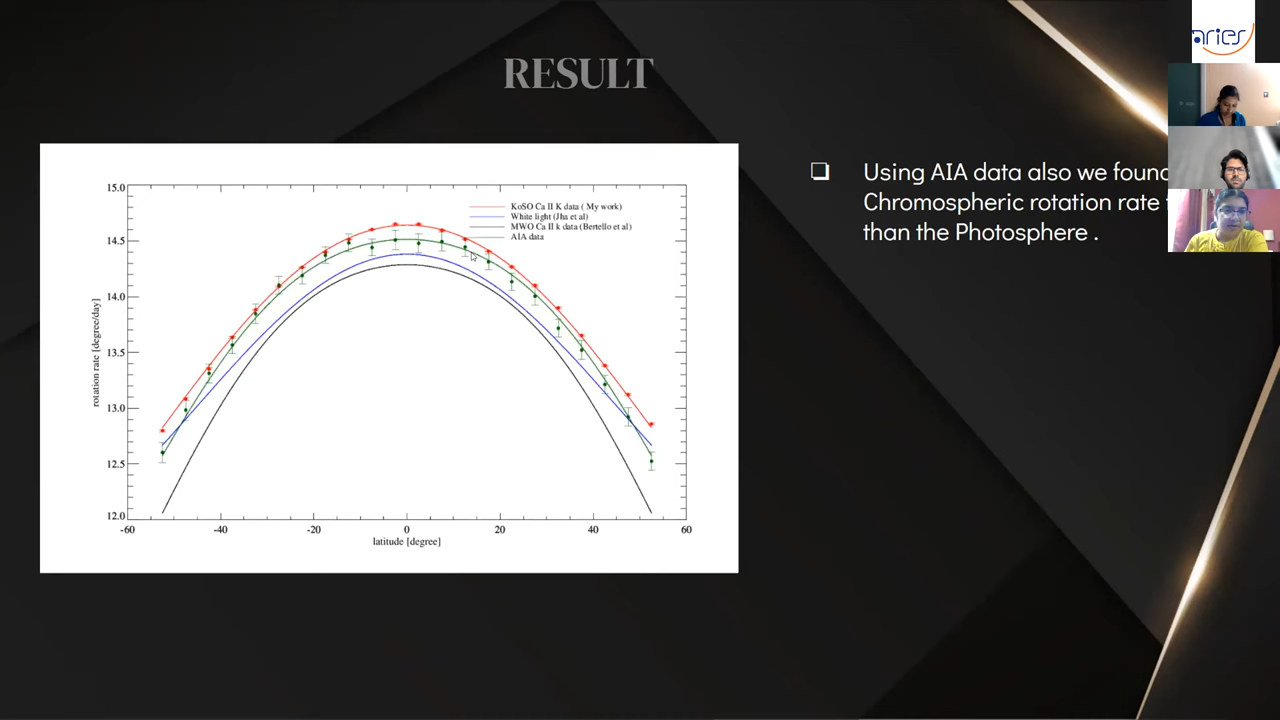 RESULT
aries
Using AIA data also we found
Chromospheric rotation rate
than the Photosphere .
KoSO Ca II K data ( My work)
White light (Jha et al)
MWO Ca II k data (Bertello et al)
AIA data
rotation rate [degree/day]
15.0
14.5
14.0
13.5
13.0
12.5
12.0
-60 -40 -20 0 20 40 60
latitude [degree]